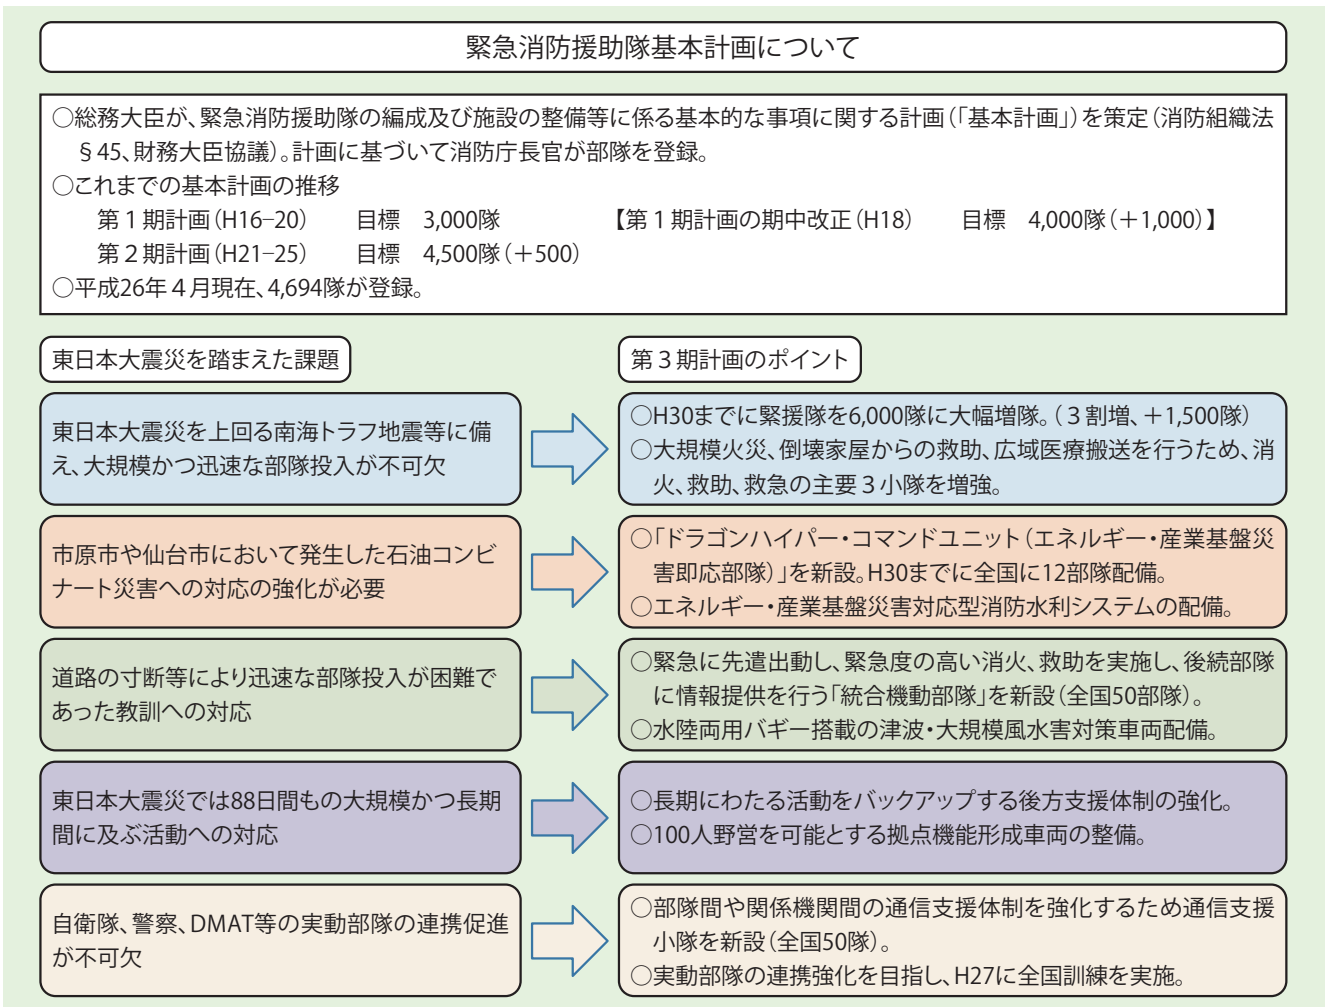 緊急消防援助隊基本計画について
○総務大臣が、緊急消防援助隊の編成及び施設の整備等に係る基本的な事項に関する計画(「基本計画」)を策定(消防組織法
§45、財務大臣協議)。計画に基づいて消防庁長官が部隊を登録。
○これまでの基本計画の推移
第1期計画(H16−20)　目標　3,000隊　【第1期計画の期中改正(H18)　目標　4,000隊(+1,000)】
第2期計画(H21−25)　目標　4,500隊(+500)
○平成26年4月現在、4,694隊が登録。
東日本大震災を踏まえた課題
第3期計画のポイント
東日本大震災を上回る南海トラフ地震等に備
え、大規模かつ迅速な部隊投入が不可欠
○H30までに緊援隊を6,000隊に大幅増隊。(3割増、+1,500隊)
○大規模火災、倒壊家屋からの救助、広域医療搬送を行うため、消
火、救助、救急の主要3小隊を増強。
市原市や仙台市において発生した石油コンビ
ナート災害への対応の強化が必要
○「ドラゴンハイパー・コマンドユニット(エネルギー・産業基盤災
害即応部隊)」を新設。H30までに全国に12部隊配備。
○エネルギー・産業基盤災害対応型消防水利システムの配備。
道路の寸断等により迅速な部隊投入が困難で
あった教訓への対応
○緊急に先遣出動し、緊急度の高い消火、救助を実施し、後続部隊
に情報提供を行う「統合機動部隊」を新設(全国50部隊)。
○水陸両用バギー搭載の津波・大規模風水害対策車両配備。
東日本大震災では88日間もの大規模かつ長期
間に及ぶ活動への対応
○長期にわたる活動をバックアップする後方支援体制の強化。
○100人野営を可能とする拠点機能形成車両の整備。
自衛隊、警察、DMAT等の実動部隊の連携促進
が不可欠
○部隊間や関係機関間の通信支援体制を強化するため通信支援
小隊を新設(全国50隊)。
○実動部隊の連携強化を目指し、H27に全国訓練を実施。